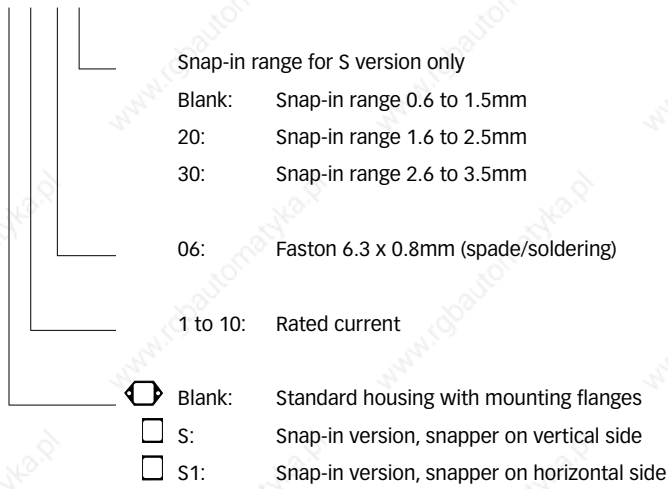 Snap-in range for S version only
Blank: Snap-in range 0.6 to 1.5mm
20: Snap-in range 1.6 to 2.5mm
30: Snap-in range 2.6 to 3.5mm
06: Faston 6.3 x 0.8mm (spade/soldering)
1 to 10: Rated current
Blank: Standard housing with mounting flanges
S: Snap-in version, snapper on vertical side
S1: Snap-in version, snapper on horizontal side
www.rgbautomatyka.pl